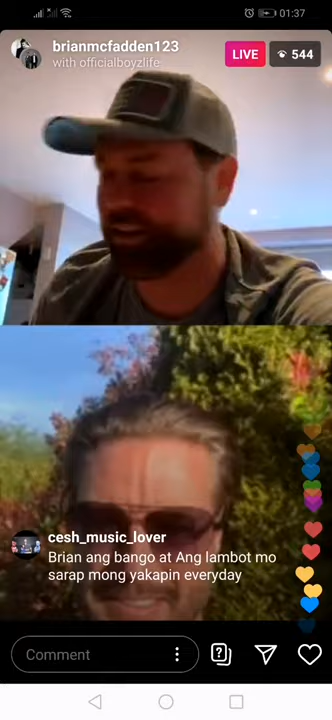 01:37
brianmcfadden123
with officialboyzlife
LIVE
544
cesh_music_lover
Brian ang bango at Ang lambot mo
sarap mong yakapin everyday
Comment